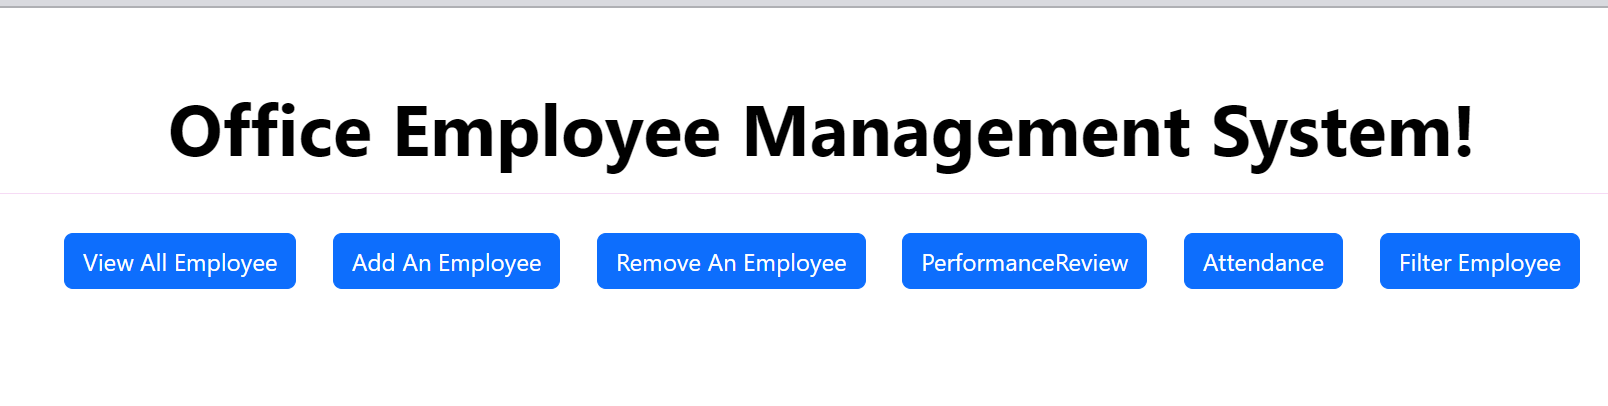 Office Employee Management System!
View All Employee Add An Employee Remove An Employee PerformanceReview Attendance Filter Employee